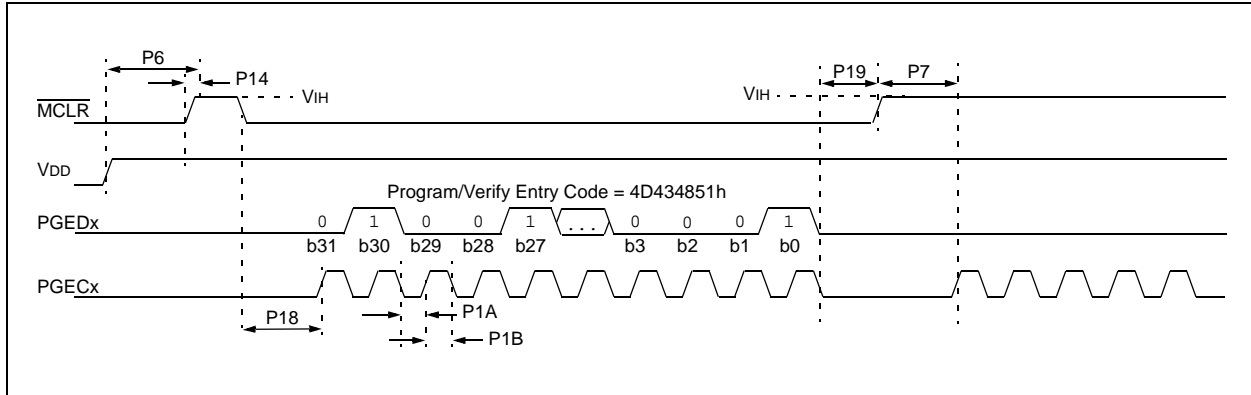 P6
P14
P19 P7
VIH
VIH
MCLR
VDD
Program/Verify Entry Code = 4D434851h
PGEDx
0 1 0 0 1 ... 0 0 0 1
b31 b30 b29 b28 b27 b3 b2 b1 b0
PGECx
P18
P1A
P1B